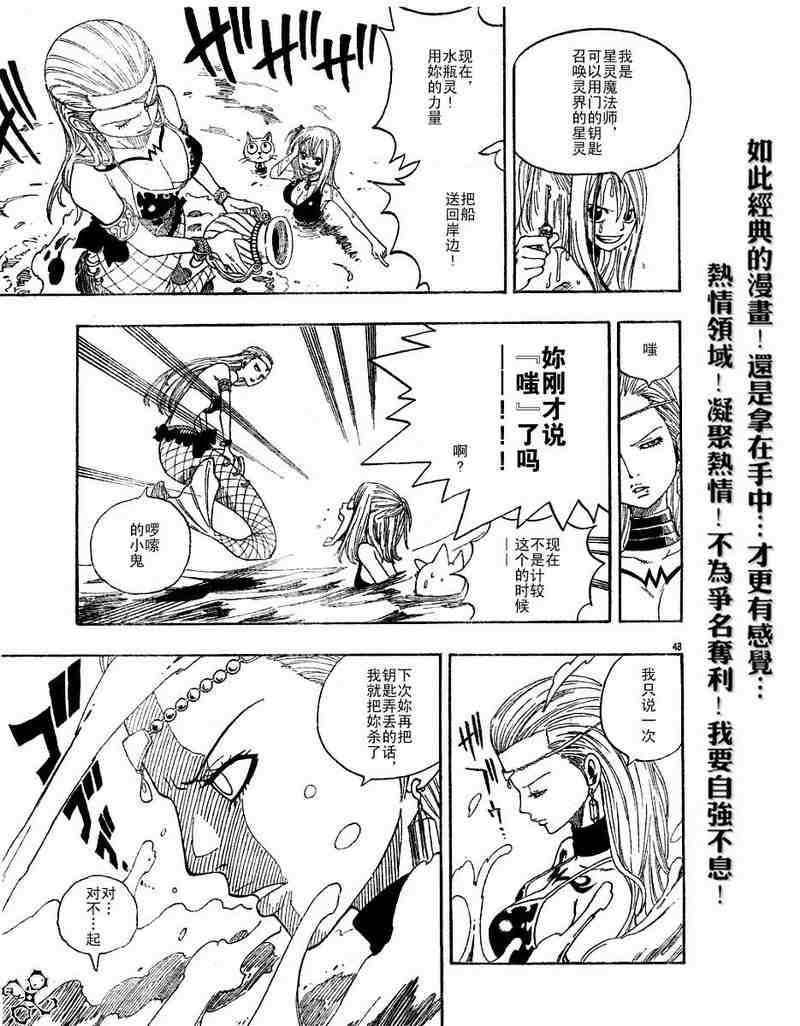 我是
星灵魔法师，
可以用门的钥匙
召唤灵界的星灵
现在，
水瓶灵！
用妳的力量
把船
送回岸边！
嗤
妳刚才说
『嗤』了吗
——！！！
啊？
现在
不是计较
这个的时候
——
啰嗦
的小鬼
48
我只说一次
下次妳再把
钥匙弄丢的话，
我就把妳杀了
对…
对不…起
ゴゴゴ
ゴゴゴ
如此經典的漫畫！還是拿在手中…才更有感覺…
熱情領域！凝聚熱情！不為爭名奪利！我要自強不息！